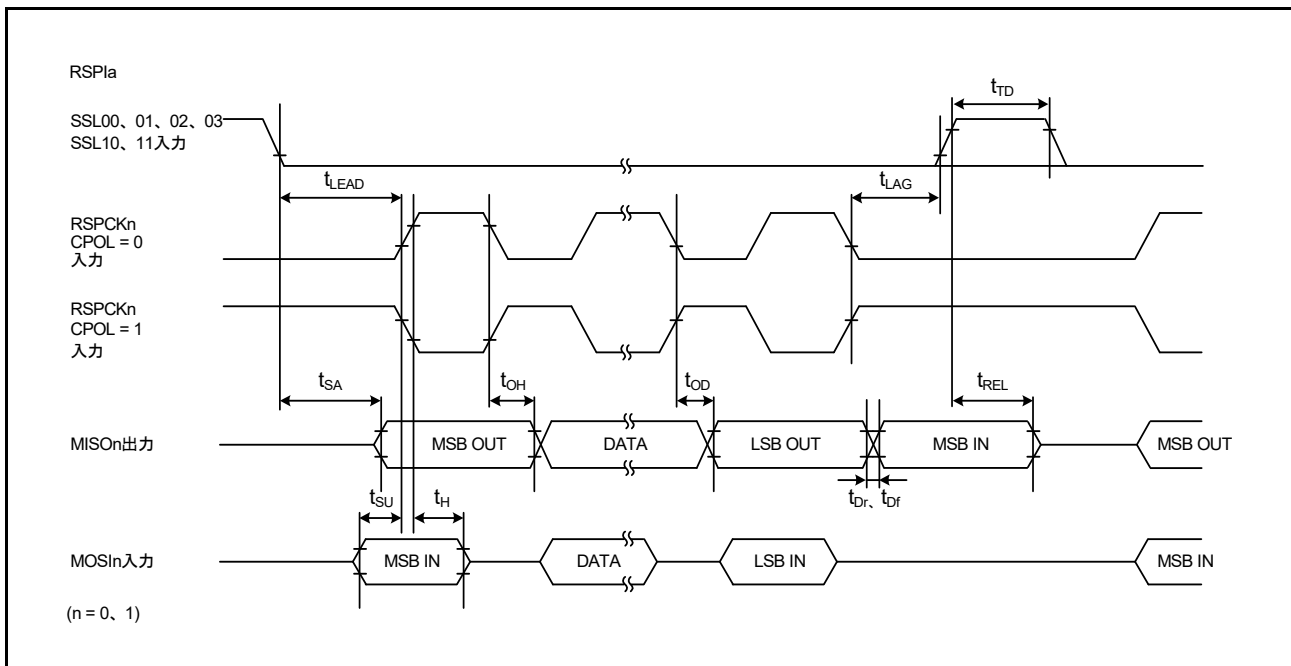 RSPIa
tTD
SSL00、01、02、03
SSL10、11入力
tLEAD
tLAG
RSPCKn
CPOL = 0
入力
RSPCKn
CPOL = 1
入力
tSA
tOH
tOD
tREL
MISOn出力
MSB OUT
DATA
LSB OUT
MSB IN
MSB OUT
tSU
tH
tDr、tDf
MOSIn入力
MSB IN
DATA
LSB IN
MSB IN
(n = 0、1)